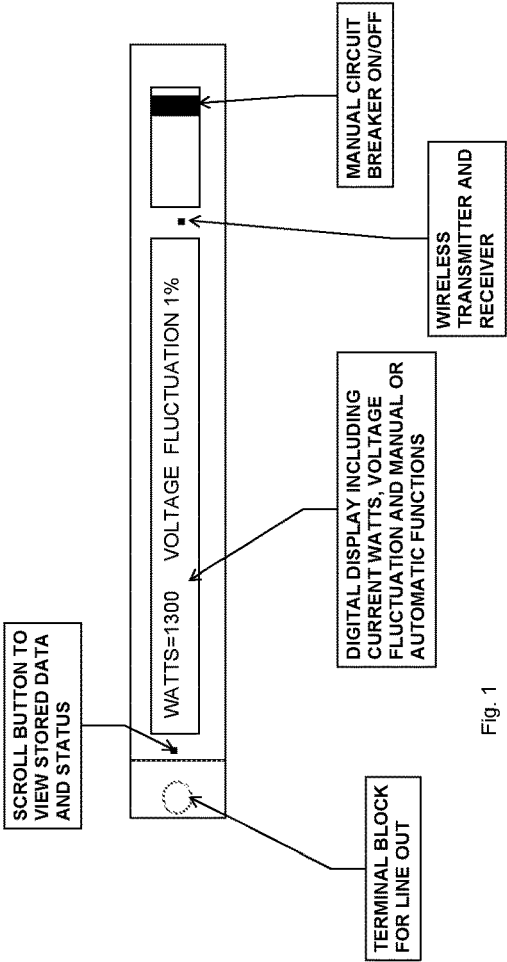 SCROLL BUTTON TO
VIEW STORED DATA
AND STATUS
WATTS=1300 VOLTAGE FLUCTUATION 1%
TERMINAL BLOCK
FOR LINE OUT
DIGITAL DISPLAY INCLUDING
CURRENT WATTS, VOLTAGE
FLUCTUATION AND MANUAL OR
AUTOMATIC FUNCTIONS
WIRELESS
TRANSMITTER AND
RECEIVER
MANUAL CIRCUIT
BREAKER ON/OFF
Fig. 1